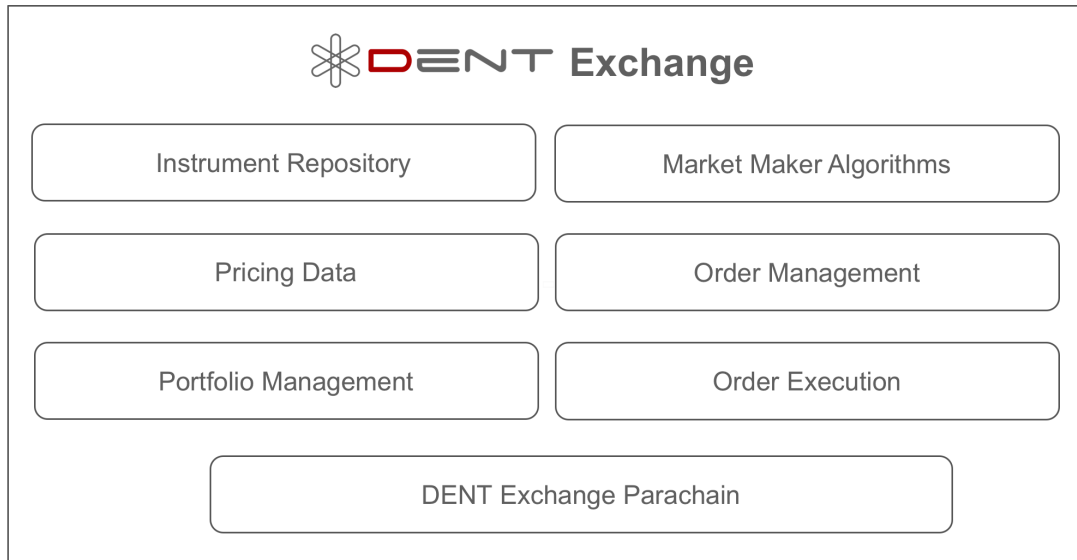 DENT Exchange
Instrument Repository
Market Maker Algorithms
Pricing Data
Order Management
Portfolio Management
Order Execution
DENT Exchange Parachain